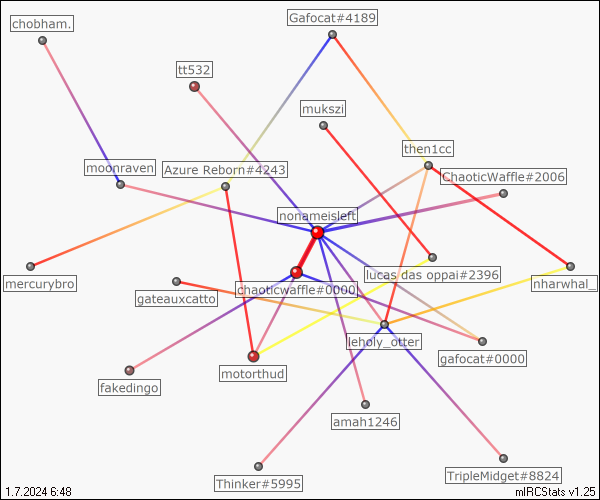 chobham.
Gafocat#4189
tt532
mukszi
then1cc
moonraven
Azure Reborn#4243
ChaoticWaffle#2006
nonameisleft
mercurybro
lucas das oppai#2396
nharwhal_
chaoticwaffle#0000
gateauxcatto
leholy_otter
gafocat#0000
motorthud
fakedingo
amah1246
TripleMidget#8824
Thinker#5995
1.7.2024 6:48
mIRCStats v1.25